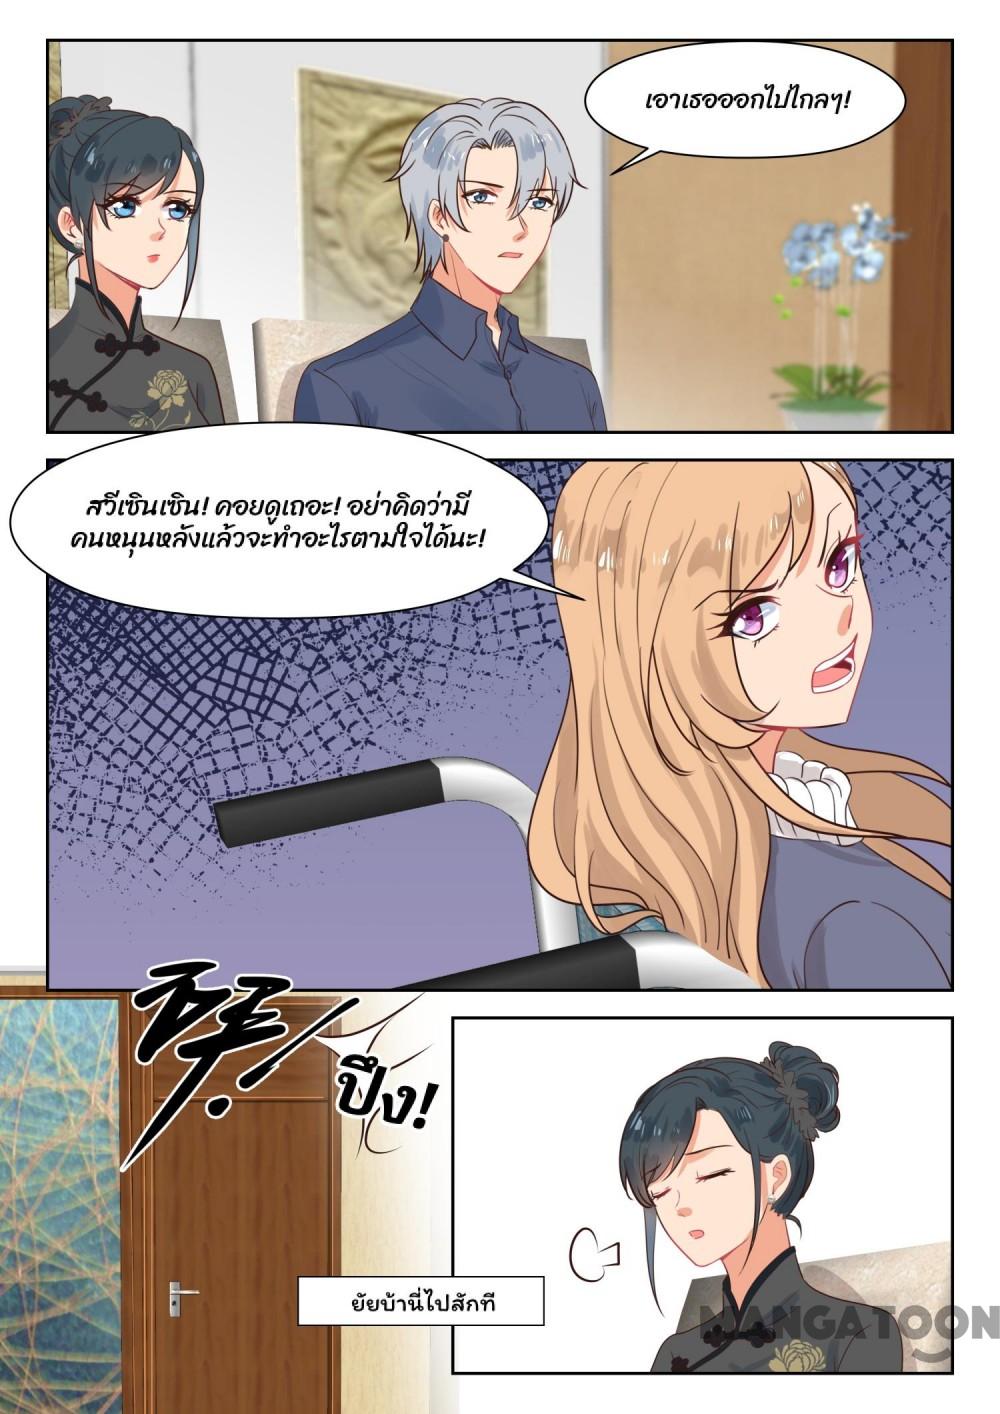 เอาเธอออกไปไกลๆ!
สวีเซินเซิน! คอยดูเถอะ! อย่าคิดว่ามี
คนหนุนหลังแล้วจะทำอะไรตามใจได้นะ!
ปึง!
ยัยบ้านี่ไปสักที
MANGATOON